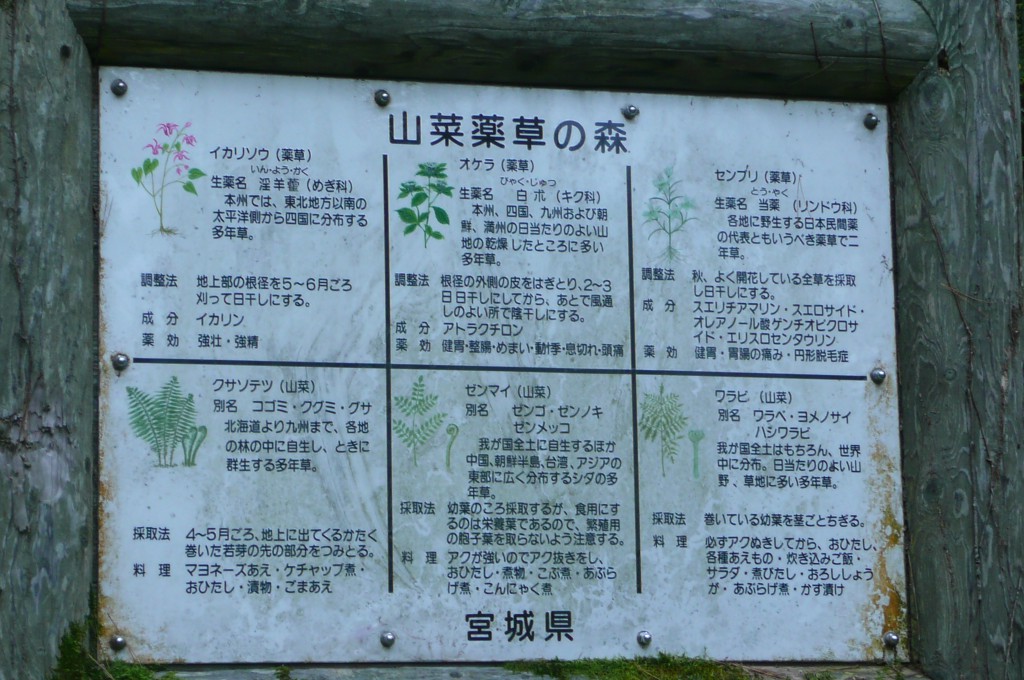 山菜薬草の森
イカリソウ（薬草）
いん・よう・かく
生薬名　淫羊藿（めぎ科）
本州では、東北地方以南の
太平洋側から四国に分布する
多年草。
調整法　地上部の根径を5～6月ごろ
刈って日干しにする。
成　分　イカリン
薬　効　強壮・強精
オケラ（薬草）
びゃく・じゅつ
生薬名　白朮（キク科）
本州、四国、九州および朝
鮮、満州の日当たりのよい山
地の乾燥したところに多い
多年草。
調整法　根径の外側の皮をはぎとり、2～3
日日干しにしてから、あとで風通
しのよい所で陰干しにする。
成　分　アトラクチロン
薬　効　健胃・整腸・めまい・動悸・息切れ・頭痛
センブリ（薬草）
とう・やく
生薬名　当薬　（リンドウ科）
各地に野生する日本民間薬
の代表ともいうべき薬草で二
年草。
調整法　秋、よく開花している全草を採取
し日干しにする。
成　分　スエリチアマリン・スエロサイド・
オレアノール酸ゲンチオピクロサ
イド・エリスロセンタウリン
薬　効　健胃・胃腸の痛み・円形脱毛症
クサソテツ（山菜）
別名　コゴミ・クグミ・グサ
北海道より九州まで、各地
の林の中に自生し、ときに
群生する多年草。
採取法　4～5月ごろ、地上に出てくるかたく
巻いた若芽の先の部分をつみとる。
料　理　マヨネーズあえ・ケチャップ煮・
おひたし・漬物・ごまあえ
ゼンマイ（山菜）
別名　ゼンゴ・ゼンノキ
ゼンメッコ
我が国全土に自生するほか
中国、朝鮮半島、台湾、アジアの
東部に広く分布するシダの多
年草。
採取法　幼葉のころ採取するが、食用にす
るのは栄養葉であるので、繁殖用
の胞子葉を取らないよう注意する。
料　理　アクが強いのでアク抜きをし、
おひたし・煮物・こぶ煮・あぶら
げ煮・こんにゃく煮
ワラビ（山菜）
別名　ワラベ・ヨメノサイ
ハシワラビ
我が国全土はもちろん、世界
中に分布。日当たりのよい山
野、草地に多い多年草。
採取法　巻いている幼葉を茎ごとちぎる。
料　理　必ずアクぬきしてから、おひたし、
各種あえもの・炊き込みご飯・
サラダ・煮びたし・おろししょう
が・あぶらげ煮・かす漬け
宮城県